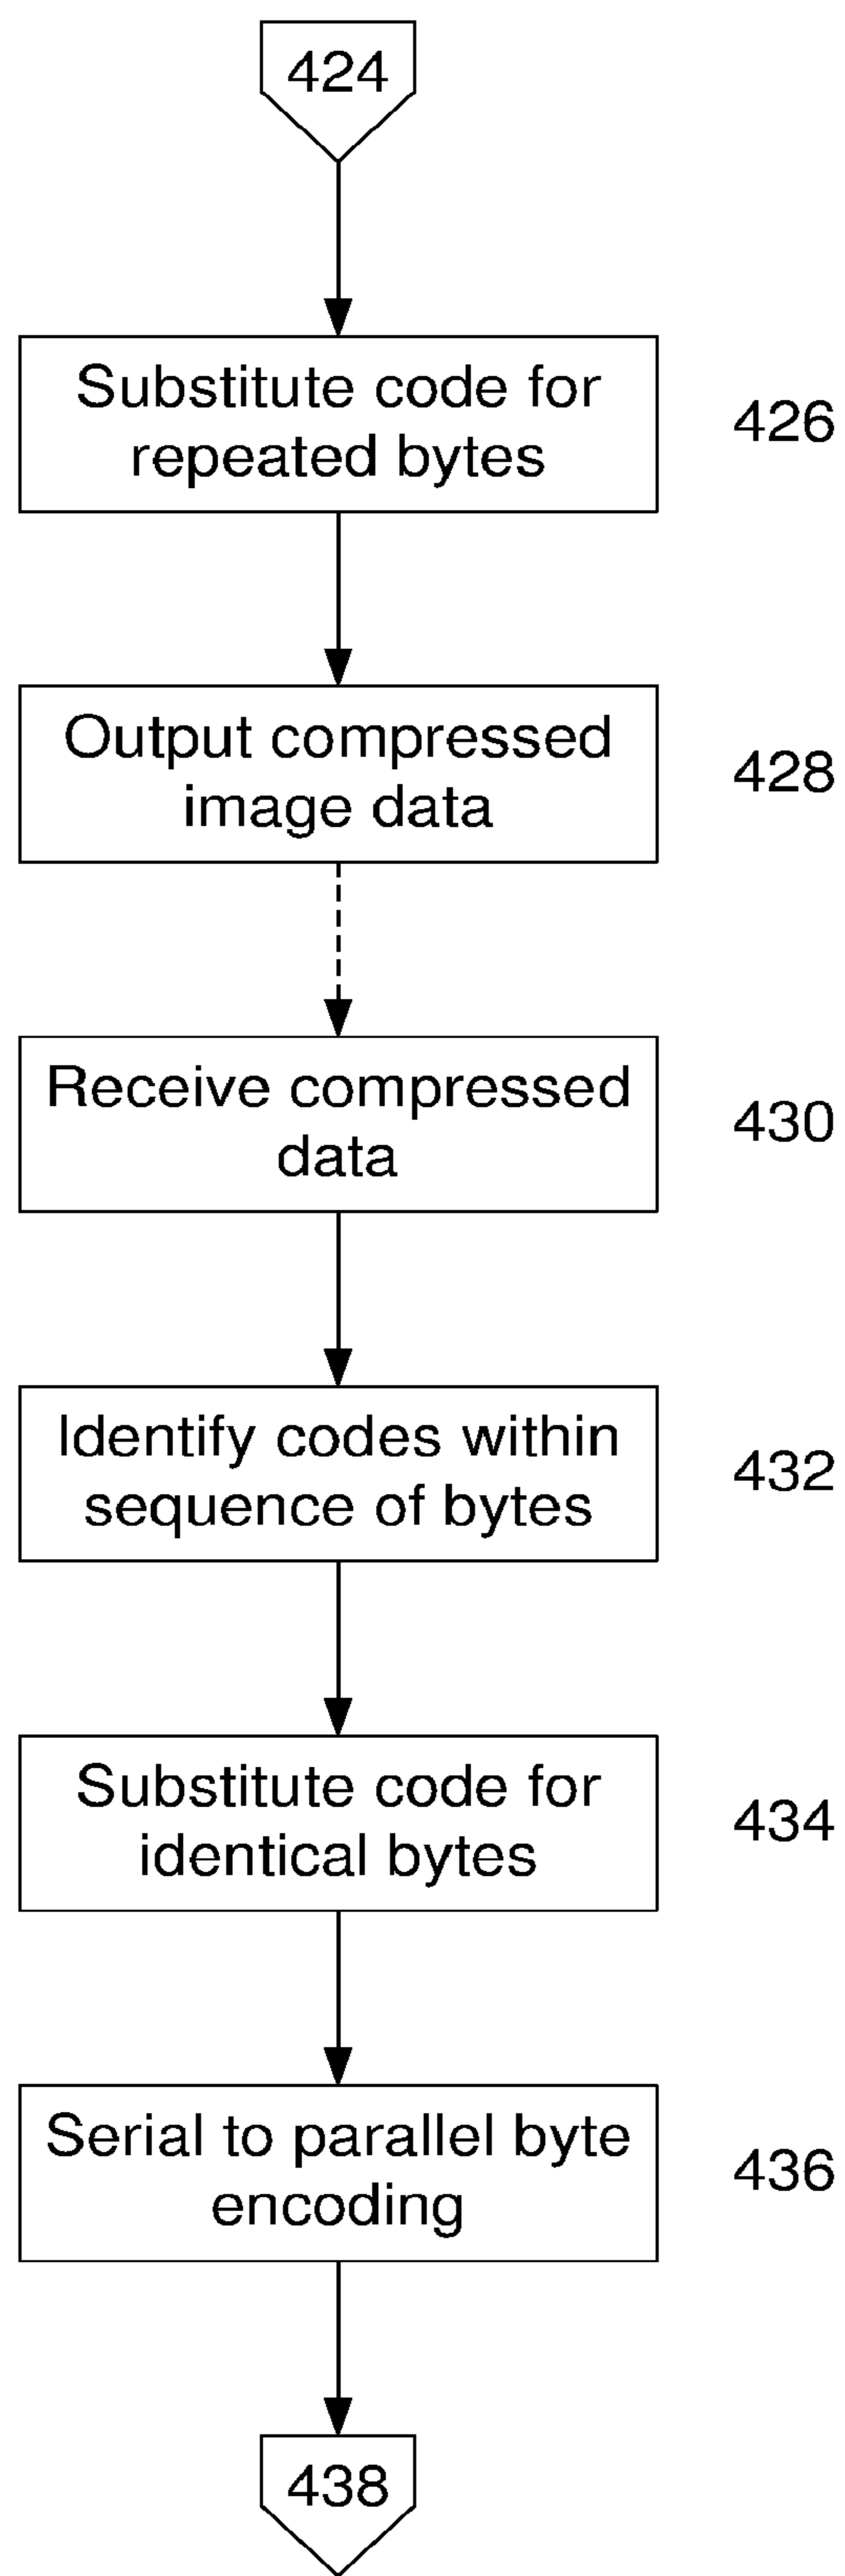 424
Substitute code for
repeated bytes
426
Output compressed
image data
428
Receive compressed
data
430
Identify codes within
sequence of bytes
432
Substitute code for
identical bytes
434
Serial to parallel byte
encoding
436
438